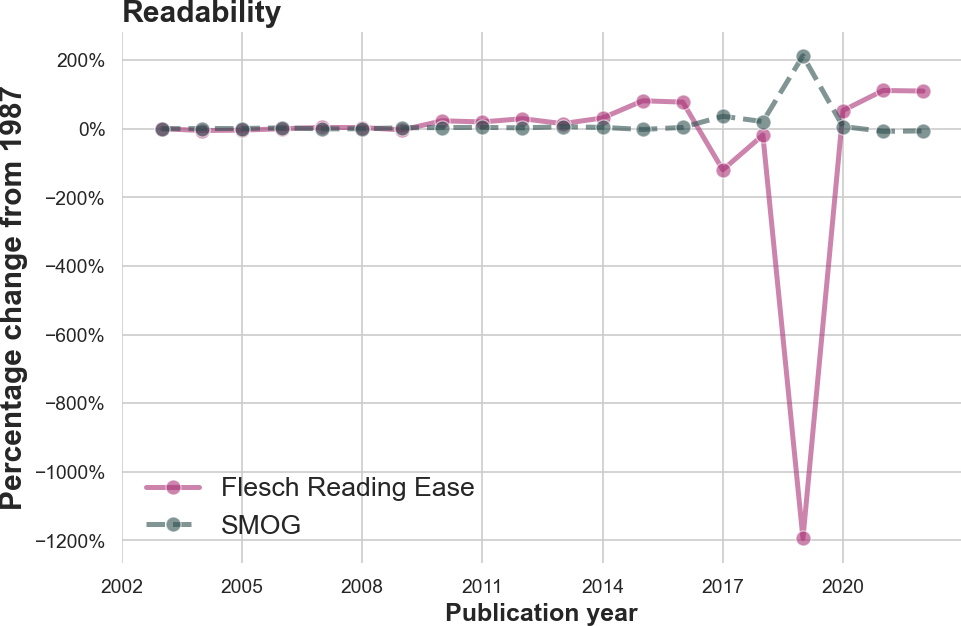 Readability
Percentage change from 1987
200%
0%
−200%
−400%
−600%
−800%
−1000%
−1200%
Flesch Reading Ease
SMOG
2002 2005 2008 2011 2014 2017 2020
Publication year